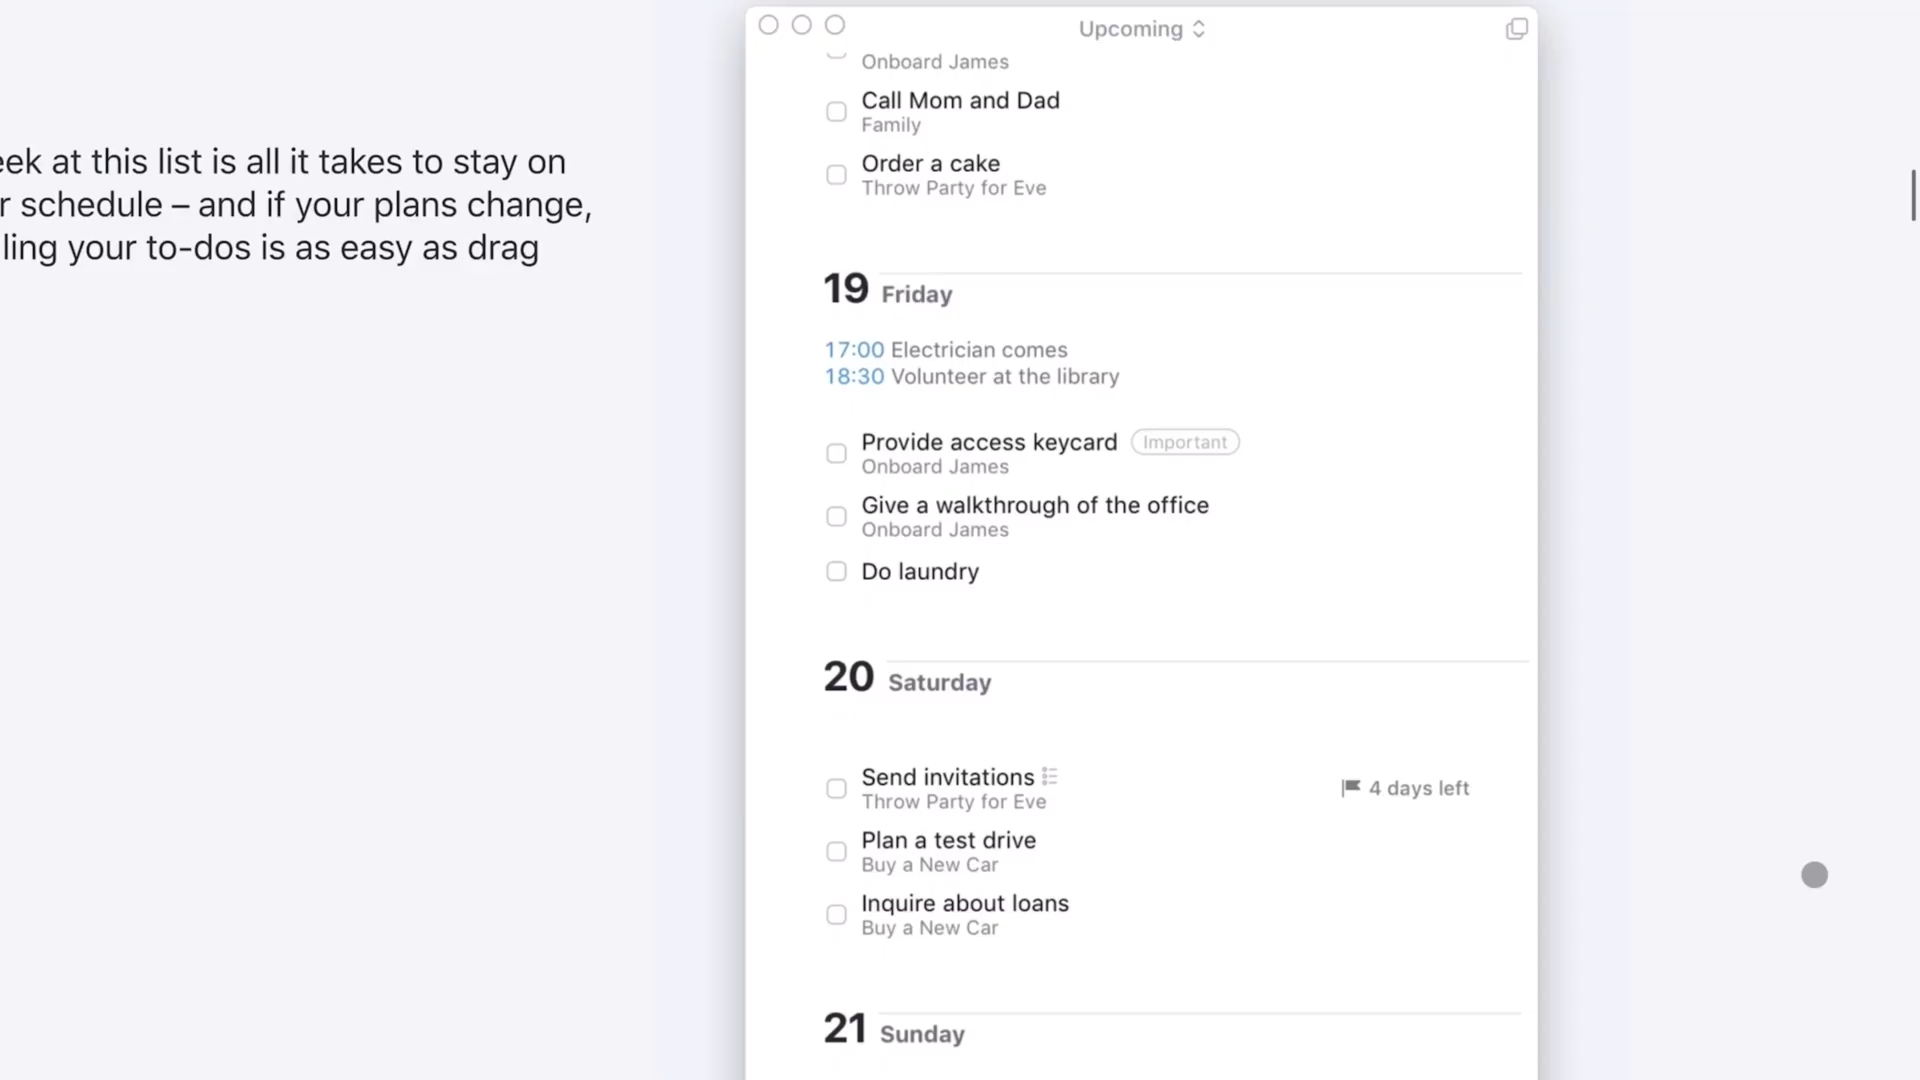 at this list is all it takes to stay on
schedule – and if your plans change,
your to-dos is as easy as drag
Upcoming
Onboard James
Call Mom and Dad
Family
Order a cake
Throw Party for Eve
19 Friday
17:00 Electrician comes
18:30 Volunteer at the library
Provide access keycard Important
Onboard James
Give a walkthrough of the office
Onboard James
Do laundry
20 Saturday
Send invitations
Throw Party for Eve
4 days left
Plan a test drive
Buy a New Car
Inquire about loans
Buy a New Car
21 Sunday